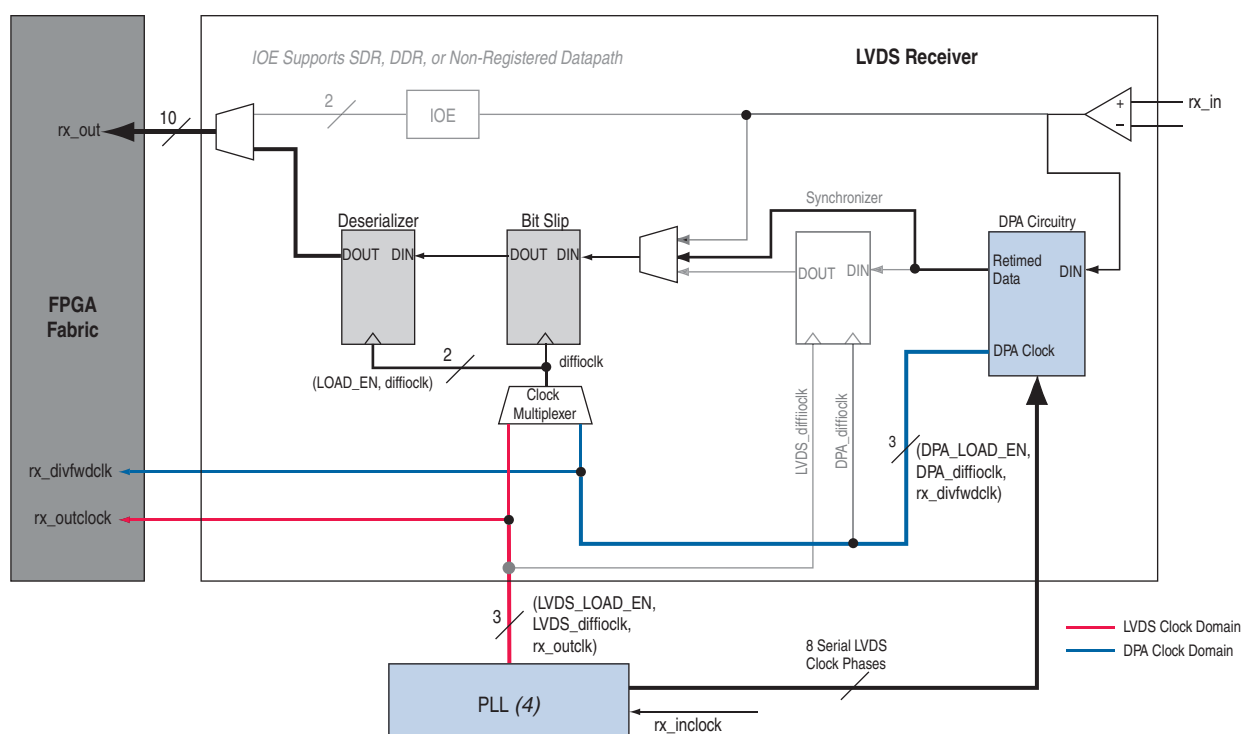 IOE Supports SDR, DDR, or Non-Registered Datapath
LVDS Receiver
2
IOE
+
–
rx_in
rx_out
10
Synchronizer
Deserializer
Bit Slip
DPA Circuitry
DOUT DIN
DOUT DIN
DOUT
DIN
Retimed
Data
DIN
FPGA
Fabric
DPA Clock
2
(LOAD_EN, diffioclk)
diffioclk
Clock
Multiplexer
LVDS_diffiioclk
DPA_diffioclk
3
(DPA_LOAD_EN,
DPA_diffioclk,
rx_divfwdclk)
rx_divfwdclk
rx_outclock
3
(LVDS_LOAD_EN,
LVDS_diffioclk,
rx_outclk)
8 Serial LVDS
Clock Phases
LVDS Clock Domain
DPA Clock Domain
PLL (4)
rx_inclock